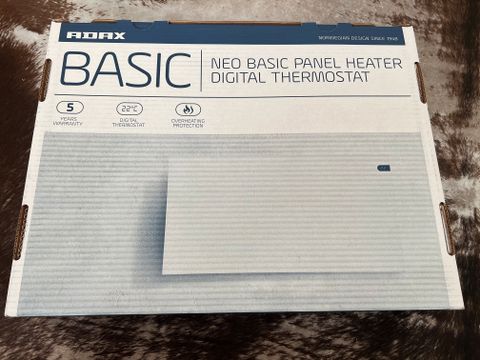 ADAX
NORWEGIAN DESIGN SINCE 1948
BASIC
NEO BASIC PANEL HEATER
DIGITAL THERMOSTAT
5
YEARS
WARRANTY
22°C
DIGITAL
THERMOSTAT
OVERHEATING
PROTECTION